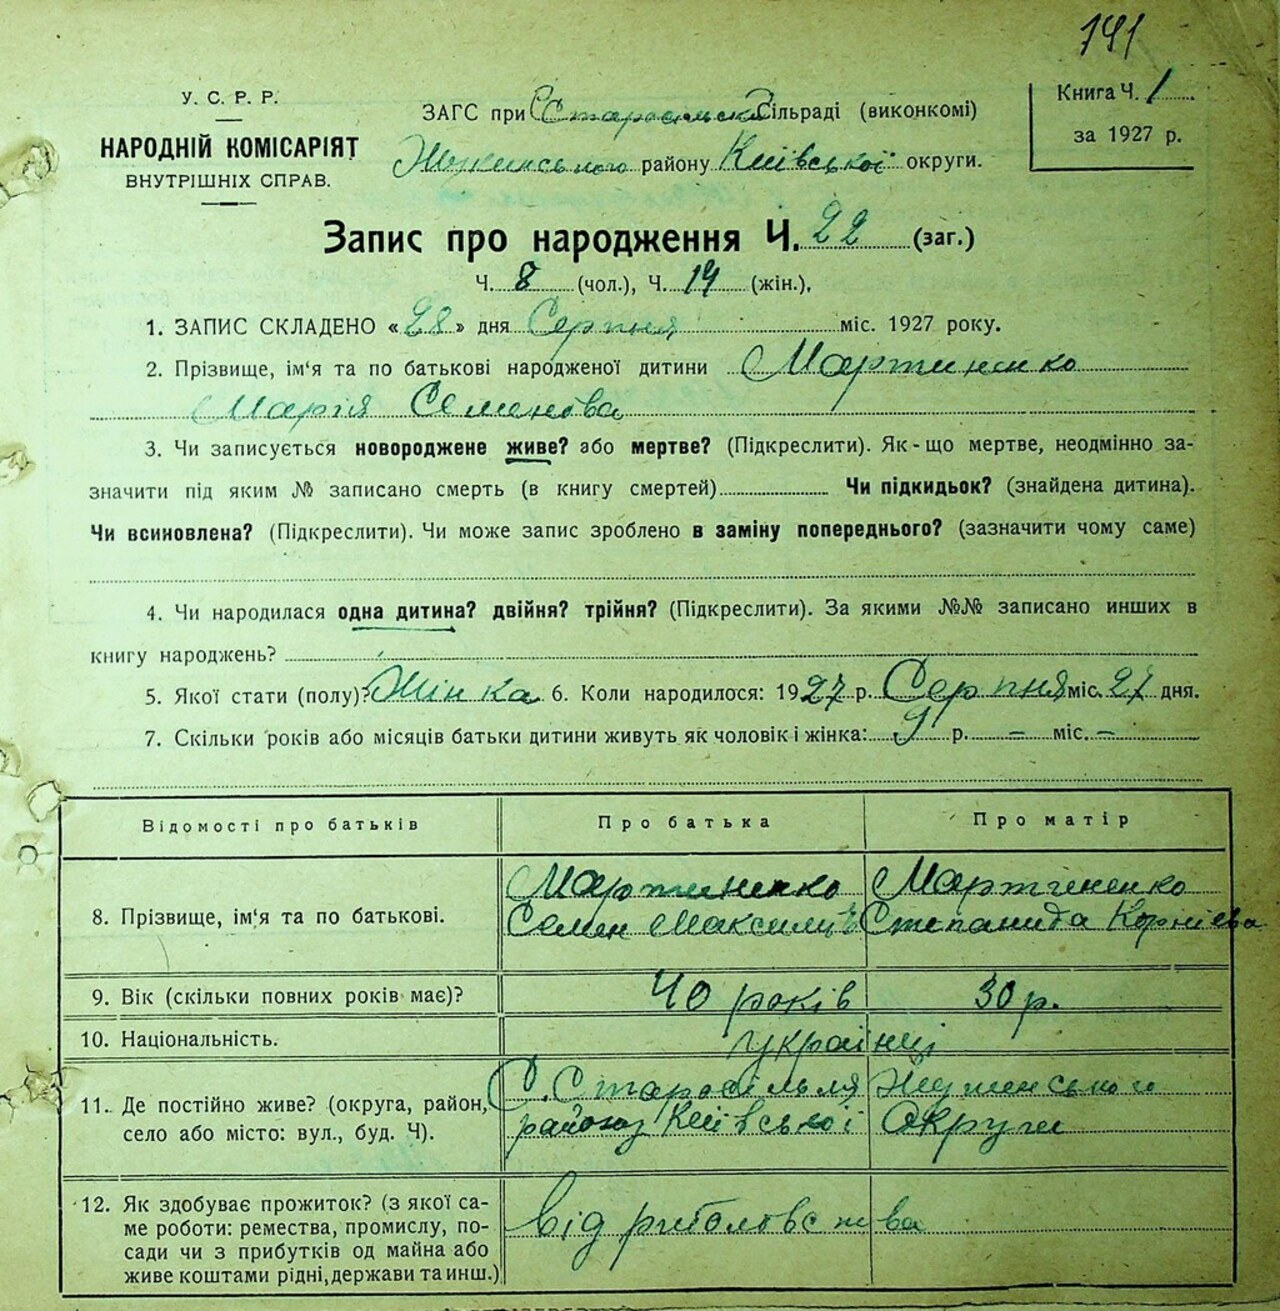 141
У. С. Р. Р.
НАРОДНІЙ КОМІСАРІЯТ
ВНУТРІШНІХ СПРАВ.
ЗАГС при Сільраді (виконкомі)
району Київської округи.
Книга Ч. 1
за 1927 р.
Запис про народження Ч. 22 (заг.)
Ч. 8 (чол.), Ч. 14 (жін.),
1. ЗАПИС СКЛАДЕНО «28» дня Серпня міс. 1927 року.
2. Прізвище, ім'я та по батькові народженої дитини Мартиненко
Марія Семенова
3. Чи записується новороджене живе? або мертве? (Підкреслити). Як-що мертве, неодмінно за-
значити під яким № записано смерть (в книгу смертей) Чи підкидьок? (знайдена дитина).
Чи всиновлена? (Підкреслити). Чи може запис зроблено в заміну попереднього? (зазначити чому саме)
4. Чи народилася одна дитина? двійня? трійня? (Підкреслити). За якими №№ записано инших в
книгу народжень?
5. Якої стати (полу)? Жінка 6. Коли народилося: 1927 р. Серпня міс. 27 дня.
7. Скільки років або місяців батьки дитини живуть як чоловік і жінка: 9 р. – міс. –
Відомості про батьків Про батька Про матір
8. Прізвище, ім'я та по батькові.
Мартиненко
Семен Максимів
Мартиненко
Степанида Корніева
9. Вік (скільки повних років має)? 40 років 30 р.
10. Національність. українці
11. Де постійно живе? (округа, район,
село або місто: вул., буд. Ч).
С. Старосілля
району Київської Округи
12. Як здобуває прожиток? (з якої са-
ме роботи: ремества, промислу, по-
сади чи з прибутків од майна або
живе коштами рідні, держави та инш.)
від риболовства